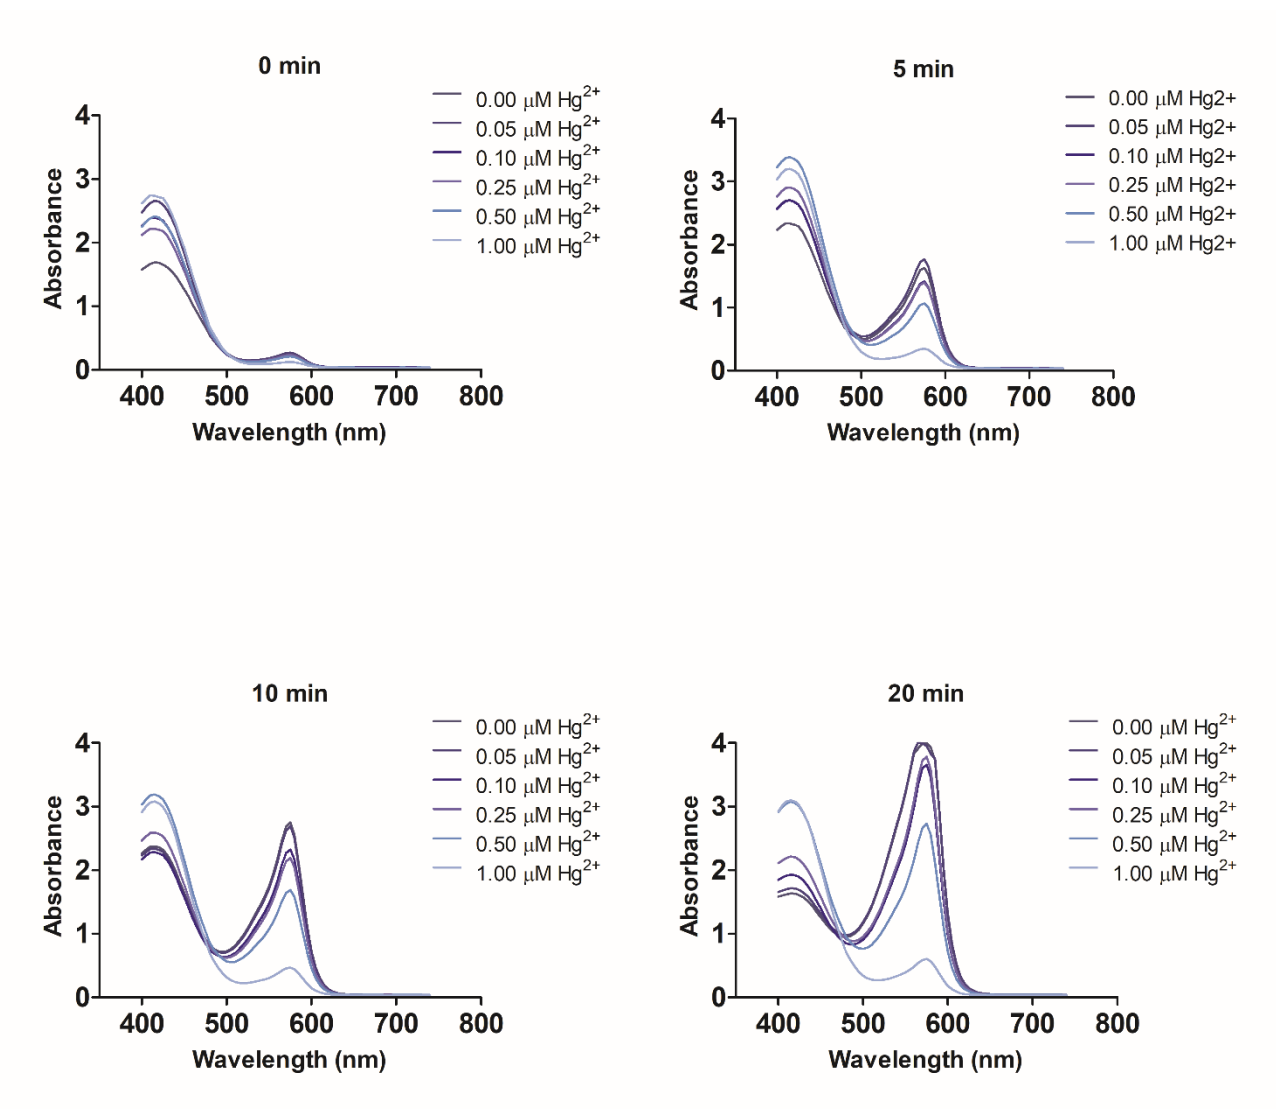 0 min
0.00 μM Hg²⁺
0.05 μM Hg²⁺
0.10 μM Hg²⁺
0.25 μM Hg²⁺
0.50 μM Hg²⁺
1.00 μM Hg²⁺
4
3
2
1
0
Absorbance
400 500 600 700 800
Wavelength (nm)
5 min
0.00 μM Hg2+
0.05 μM Hg2+
0.10 μM Hg2+
0.25 μM Hg2+
0.50 μM Hg2+
1.00 μM Hg2+
4
3
2
1
0
Absorbance
400 500 600 700 800
Wavelength (nm)
10 min
0.00 μM Hg²⁺
0.05 μM Hg²⁺
0.10 μM Hg²⁺
0.25 μM Hg²⁺
0.50 μM Hg²⁺
1.00 μM Hg²⁺
4
3
2
1
0
Absorbance
400 500 600 700 800
Wavelength (nm)
20 min
0.00 μM Hg²⁺
0.05 μM Hg²⁺
0.10 μM Hg²⁺
0.25 μM Hg²⁺
0.50 μM Hg²⁺
1.00 μM Hg²⁺
4
3
2
1
0
Absorbance
400 500 600 700 800
Wavelength (nm)